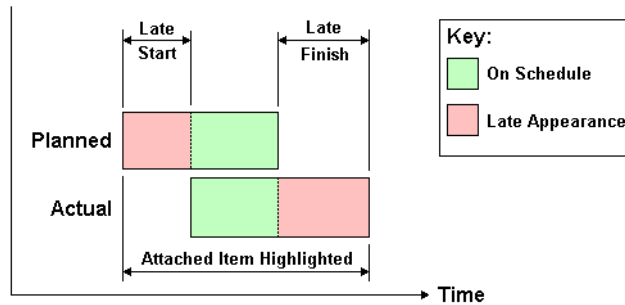 Late
Start
Late
Finish
Key:
On Schedule
Late Appearance
Planned
Actual
Attached Item Highlighted
Time